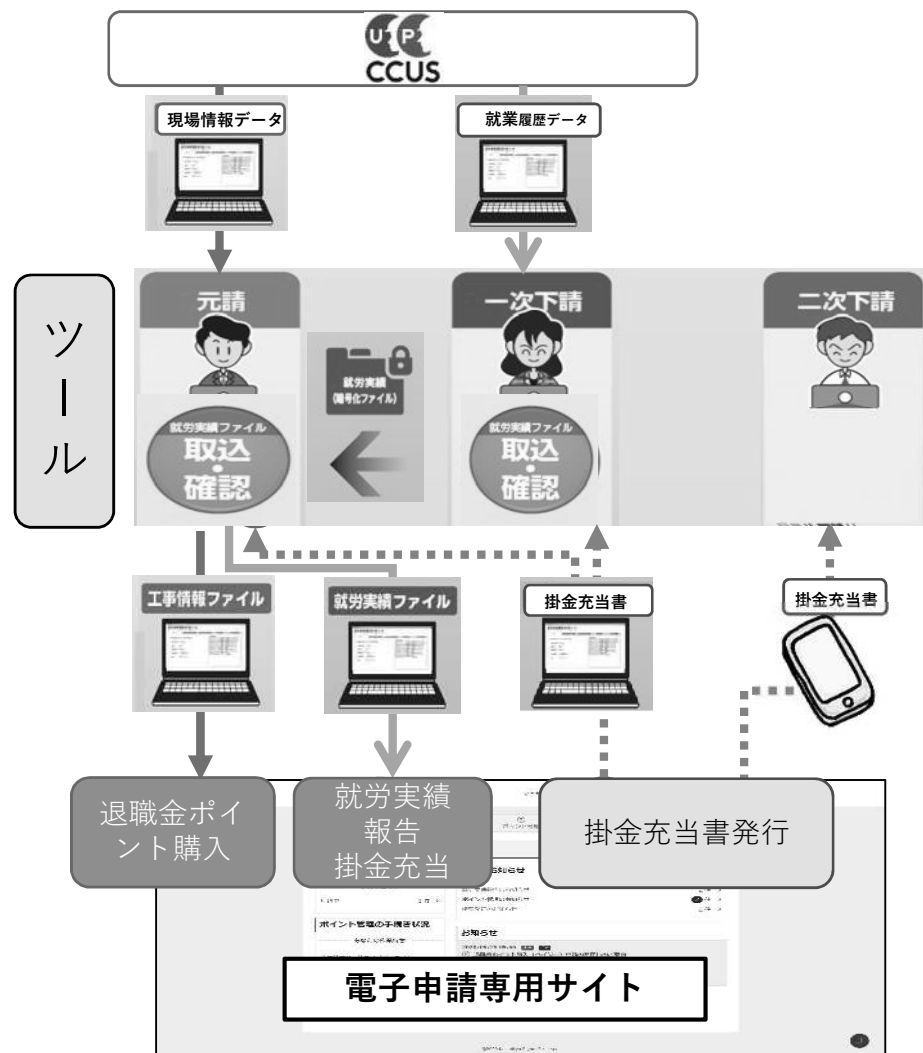 UP
CCUS
現場情報データ
就業履歴データ
ツール
元請
一次下請
二次下請
就労実績
(暗号化ファイル)
就労実績ファイル
取込・
確認
就労実績ファイル
取込・
確認
工事情報ファイル
就労実績ファイル
掛金充当書
掛金充当書
退職金ポイ
ント購入
就労実績
報告
掛金充当
掛金充当書発行
お知らせ
ポイント管理の手続き状況
お知らせ
電子申請専用サイト